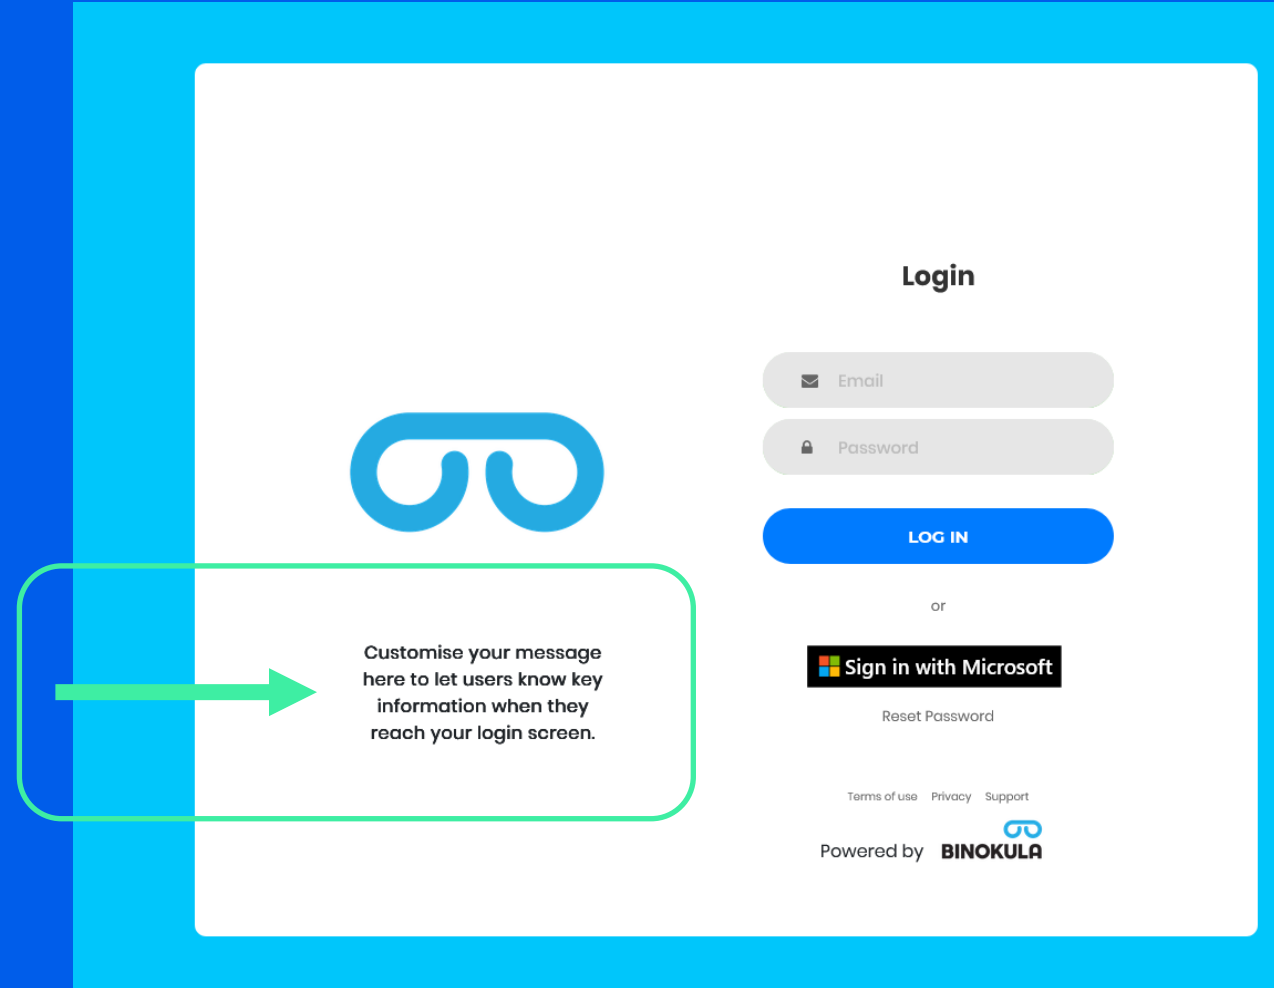 Login
Email
Password
LOG IN
or
Sign in with Microsoft
Reset Password
Customise your message
here to let users know key
information when they
reach your login screen.
Terms of use Privacy Support
Powered by BINOKULA